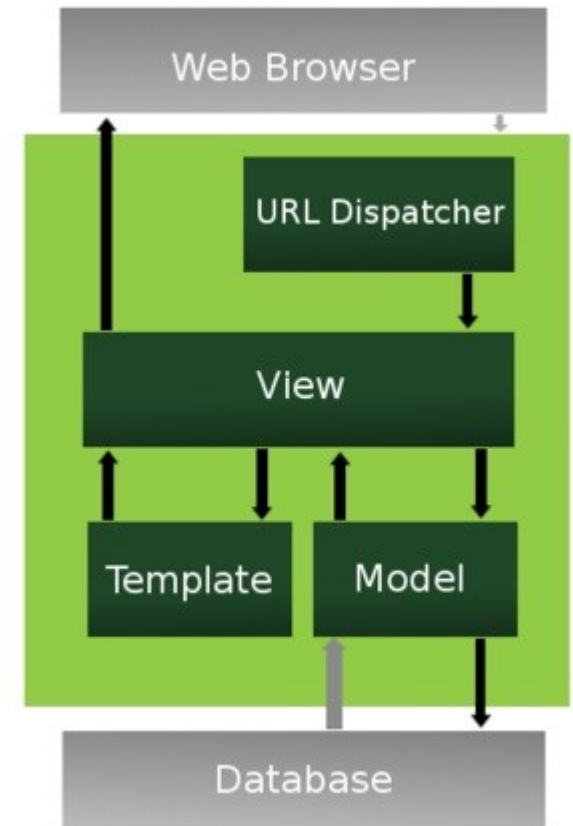 Web Browser
URL Dispatcher
View
Template
Model
Database